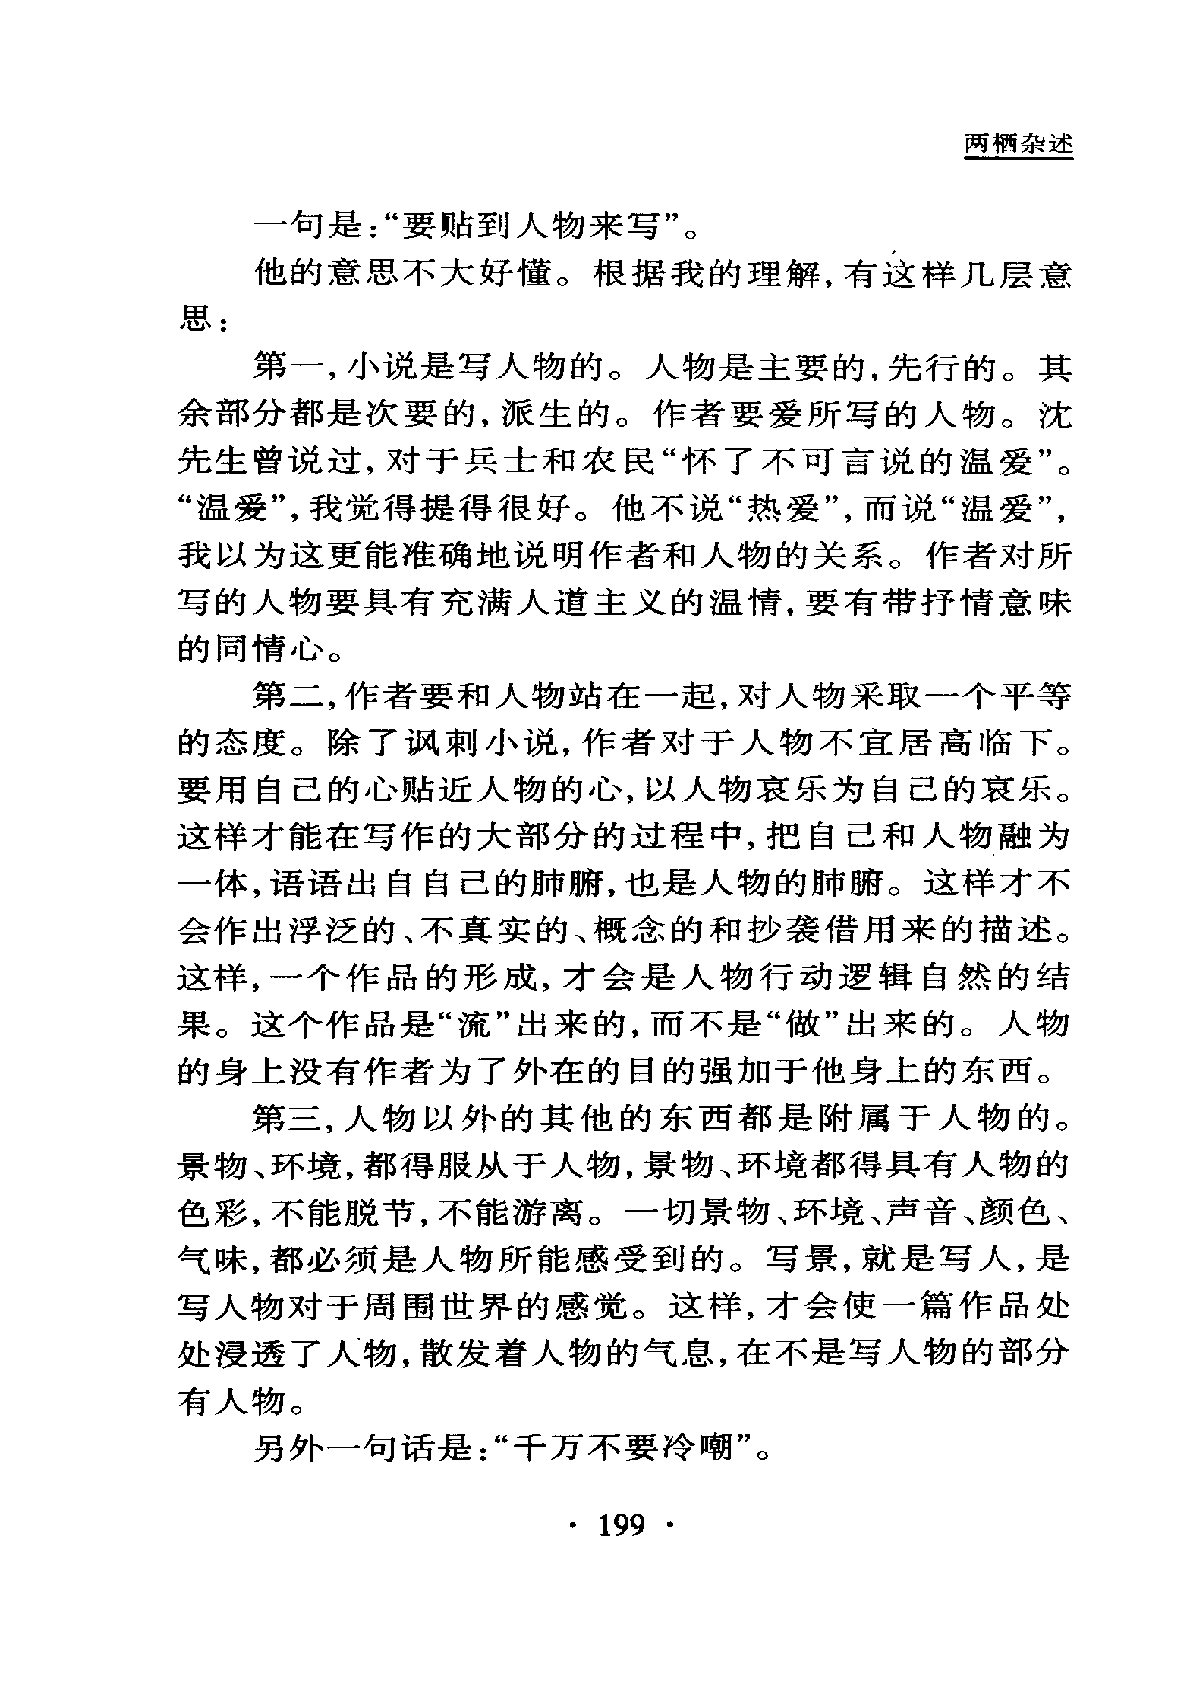 两栖杂述
一句是:“要贴到人物来写”。
他的意思不大好懂。根据我的理解,有这样几层意
思:
第一,小说是写人物的。人物是主要的,先行的。其
余部分都是次要的,派生的。作者要爱所写的人物。沈
先生曾说过,对于兵士和农民“怀了不可言说的温爱”。
“温爱”,我觉得提得很好。他不说“热爱”,而说“温爱”,
我以为这更能准确地说明作者和人物的关系。作者对所
写的人物要具有充满人道主义的温情,要有带抒情意味
的同情心。
第二,作者要和人物站在一起,对人物采取一个平等
的态度。除了讽刺小说,作者对于人物不宜居高临下。
要用自己的心贴近人物的心,以人物哀乐为自己的哀乐。
这样才能在写作的大部分的过程中,把自己和人物融为
一体,语语出自自己的肺腑,也是人物的肺腑。这样才不
会作出浮泛的、不真实的、概念的和抄袭借用来的描述。
这样,一个作品的形成,才会是人物行动逻辑自然的结
果。这个作品是“流”出来的,而不是“做”出来的。人物
的身上没有作者为了外在的目的强加于他身上的东西。
第三,人物以外的其他的东西都是附属于人物的。
景物、环境,都得服从于人物,景物、环境都得具有人物的
色彩,不能脱节,不能游离。一切景物、环境、声音、颜色、
气味,都必须是人物所能感受到的。写景,就是写人,是
写人物对于周围世界的感觉。这样,才会使一篇作品处
处浸透了人物,散发着人物的气息,在不是写人物的部分
有人物。
另外一句话是:“千万不要冷嘲”。
· 199 ·